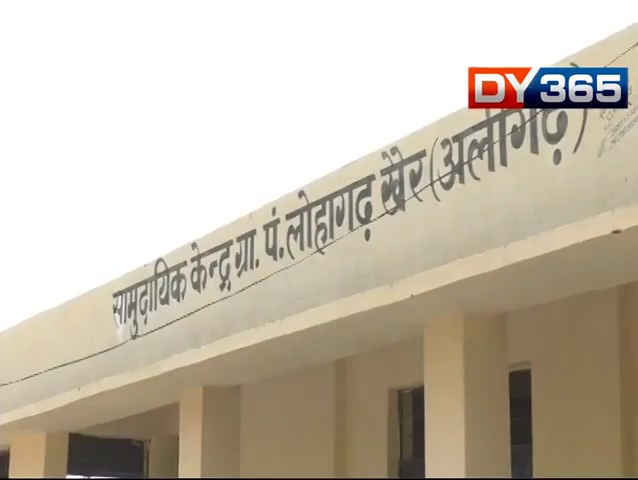 DY365
सामुदायिक केन्द्र ग्रा. पं. लोहागढ़ खैर (अलीगढ़)